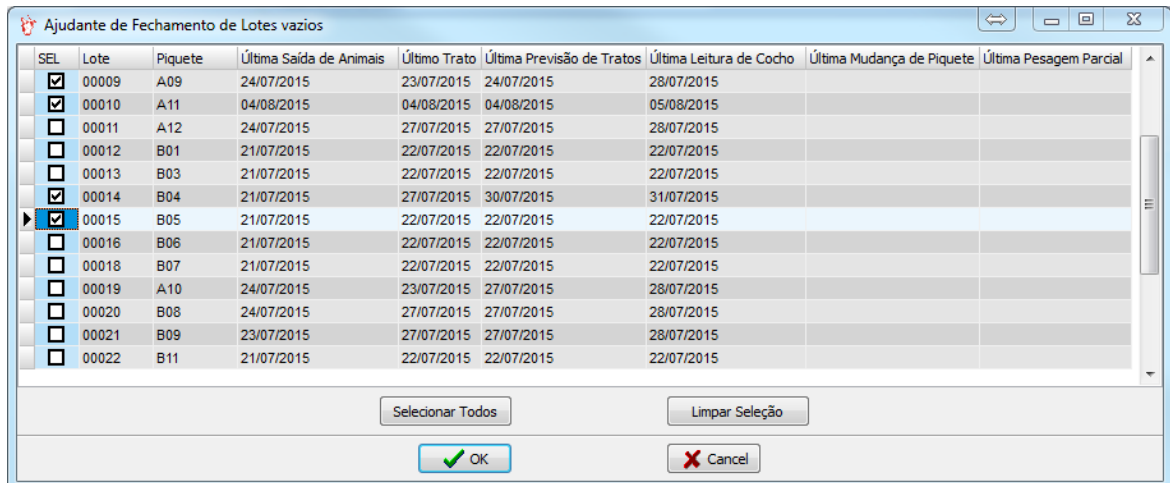 Ajudante de Fechamento de Lotes vazios
SEL Lote Piquete Última Saída de Animais Último Trato Última Previsão de Tratos Última Leitura de Cocho Última Mudança de Piquete Última Pesagem Parcial
00009 A09 24/07/2015 23/07/2015 24/07/2015 28/07/2015
00010 A11 04/08/2015 04/08/2015 04/08/2015 05/08/2015
00011 A12 24/07/2015 27/07/2015 27/07/2015 28/07/2015
00012 B01 21/07/2015 22/07/2015 22/07/2015 22/07/2015
00013 B03 21/07/2015 22/07/2015 22/07/2015 22/07/2015
00014 B04 21/07/2015 27/07/2015 30/07/2015 31/07/2015
00015 B05 21/07/2015 22/07/2015 22/07/2015 22/07/2015
00016 B06 21/07/2015 22/07/2015 22/07/2015 22/07/2015
00018 B07 21/07/2015 22/07/2015 22/07/2015 22/07/2015
00019 A10 24/07/2015 23/07/2015 27/07/2015 28/07/2015
00020 B08 24/07/2015 27/07/2015 27/07/2015 28/07/2015
00021 B09 23/07/2015 27/07/2015 27/07/2015 28/07/2015
00022 B11 21/07/2015 22/07/2015 22/07/2015 22/07/2015
Selecionar Todos Limpar Seleção
OK Cancel